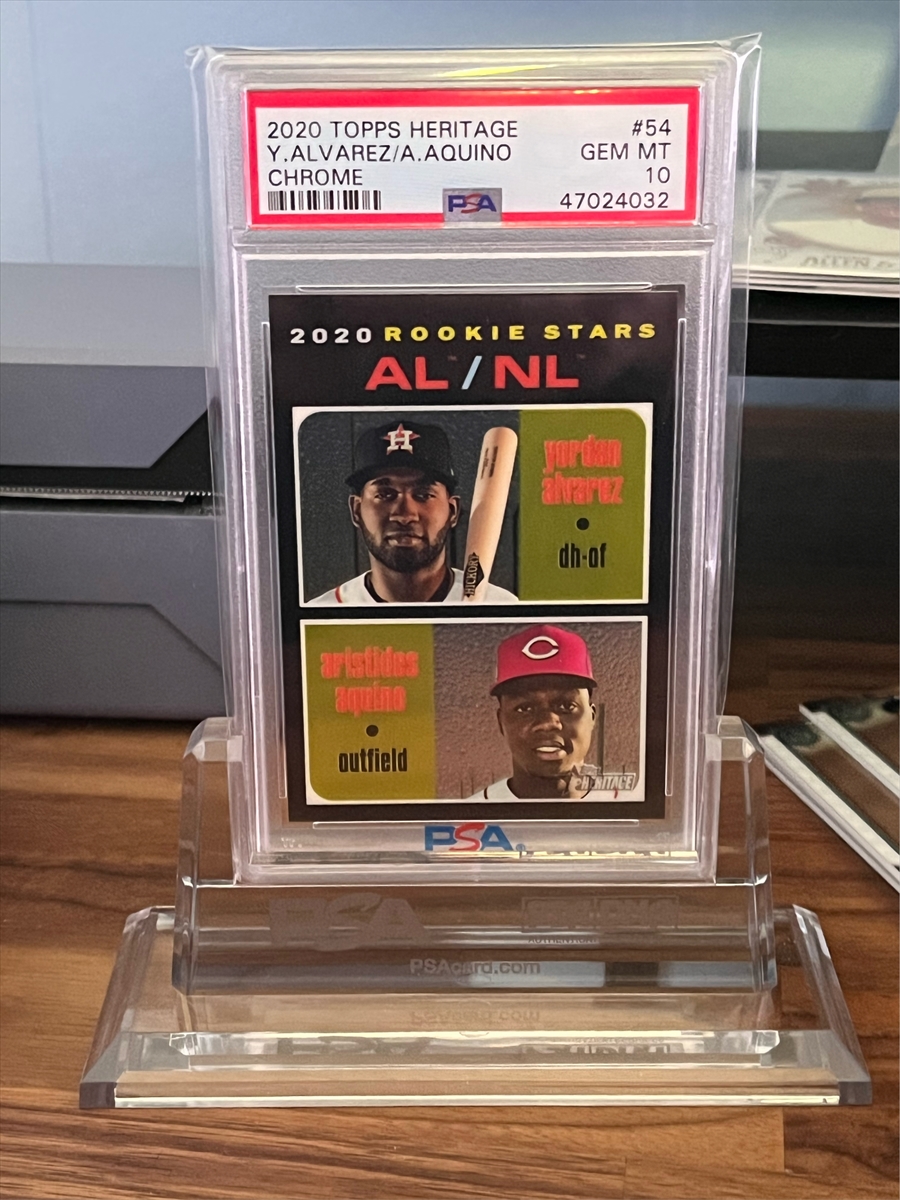 2020 TOPPS HERITAGE #54
Y.ALVAREZ/A.AQUINO GEM MT
CHROME 10
PSA 47024032
2020 ROOKIE STARS
AL/NL
H
yordan
alvarez
dh-of
HICKORY
aristides
aquino
outfield
C
HERITAGE
PSA
PSA
PSAcard.com